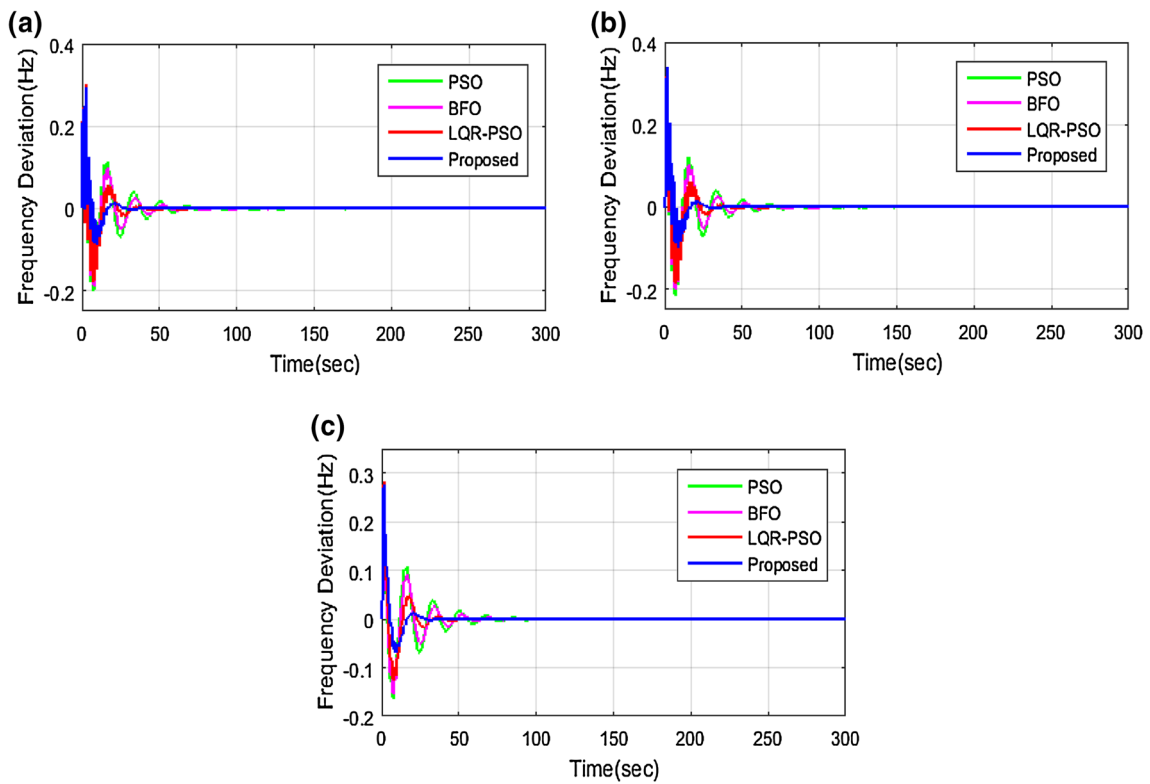 (a)
Frequency Deviation(Hz)
0.4
0.2
0
-0.2
PSO
BFO
LQR-PSO
Proposed
0 50 100 150 200 250 300
Time(sec)
(b)
Frequency Deviation(Hz)
0.4
0.2
0
-0.2
PSO
BFO
LQR-PSO
Proposed
0 50 100 150 200 250 300
Time(sec)
(c)
Frequency Deviation(Hz)
0.3
0.2
0.1
0
-0.1
-0.2
PSO
BFO
LQR-PSO
Proposed
0 50 100 150 200 250 300
Time(sec)